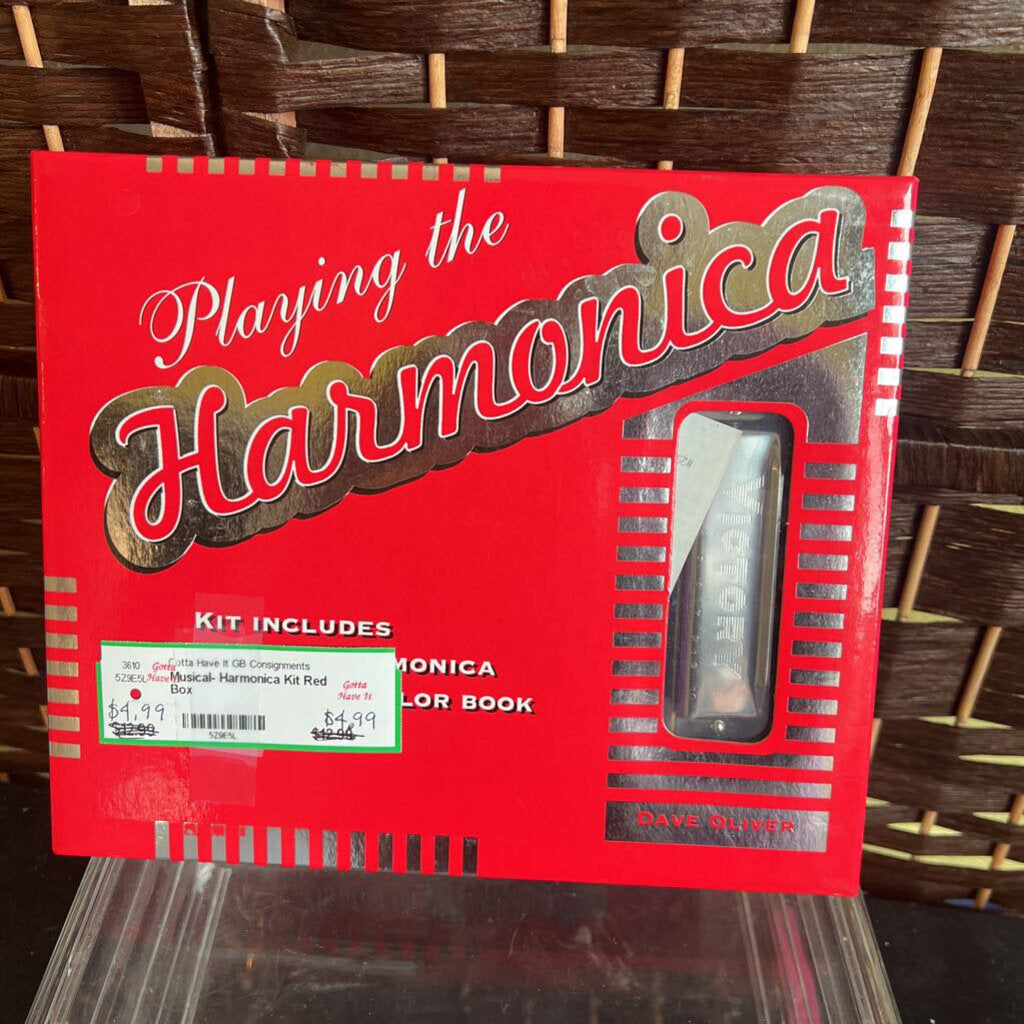 Playing the
Harmonica
VICTORY
KIT INCLUDES
MONICA
LOR BOOK
3610
5Z9E5L
Gotta
Have It
Gotta Have It GB Consignments
Musical- Harmonica Kit Red
Box
Gotta
Have It
$4.99
$12.99
5Z9E5L
$4.99
$12.99
DAVE OLIVER